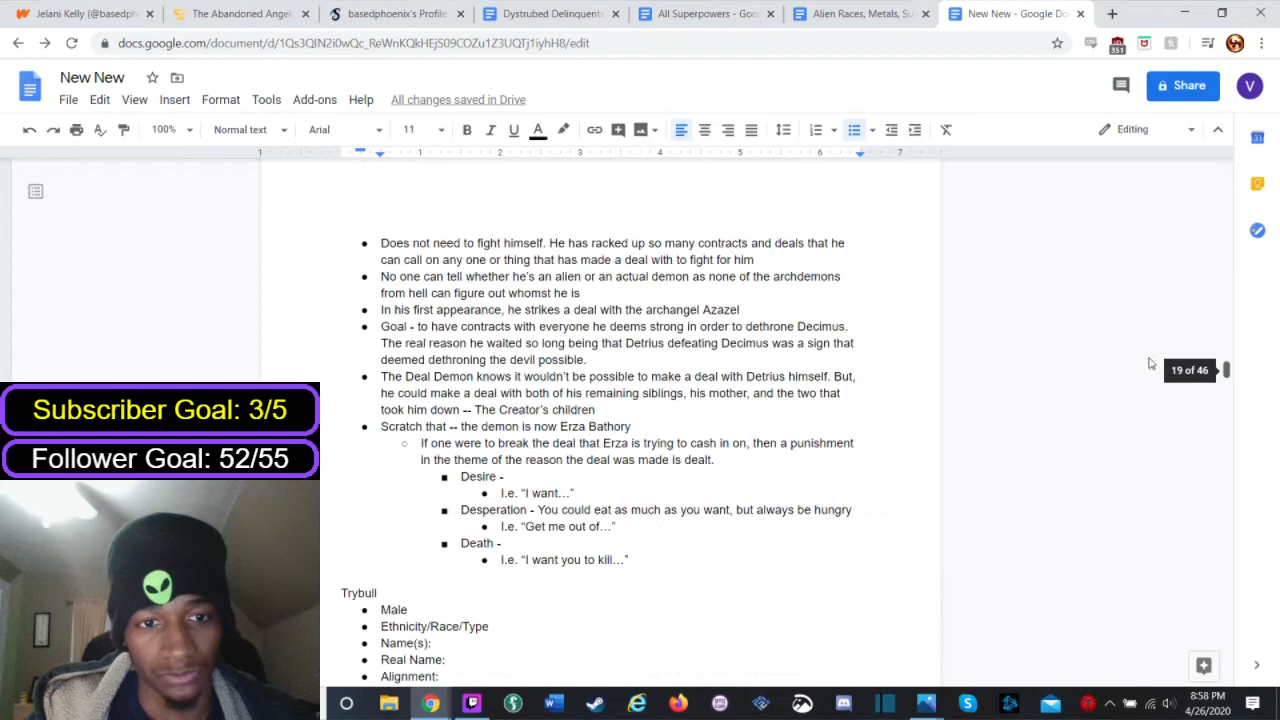 Jelani Kelly (@basedph
The Abandoned Angel
basedphoenix's Profile
Dystrubed Delinquent
All Superpowers - Goo
Alien Races, Metals, Su
New New - Google Do
docs.google.com/document/d/1Qs3QIN2i0wQc_ReWnKQkHEjS09COZu1Z3UQTj1iyhH8/edit
351
New New
File Edit View Insert Format Tools Add-ons Help All changes saved in Drive
Share
V
100% Normal text Arial 11 B I U A Editing
1 1 2 3 4 5 6 7
31
Does not need to fight himself. He has racked up so many contracts and deals that he
can call on any one or thing that has made a deal with to fight for him
No one can tell whether he's an alien or an actual demon as none of the archdemons
from hell can figure out whomst he is
In his first appearance, he strikes a deal with the archangel Azazel
Goal - to have contracts with everyone he deems strong in order to dethrone Decimus.
The real reason he waited so long being that Detrius defeating Decimus was a sign that
deemed dethroning the devil possible.
The Deal Demon knows it wouldn't be possible to make a deal with Detrius himself. But,
he could make a deal with both of his remaining siblings, his mother, and the two that
took him down -- The Creator's children
Scratch that -- the demon is now Erza Bathory
If one were to break the deal that Erza is trying to cash in on, then a punishment
in the theme of the reason the deal was made is dealt.
Desire -
I.e. “I want…”
Desperation - You could eat as much as you want, but always be hungry
I.e. “Get me out of…”
Death -
I.e. “I want you to kill…”
Trybull
Male
Ethnicity/Race/Type
Name(s):
Real Name:
Alignment:
19 of 46
Subscriber Goal: 3/5
Follower Goal: 52/55
8:58 PM
4/26/2020